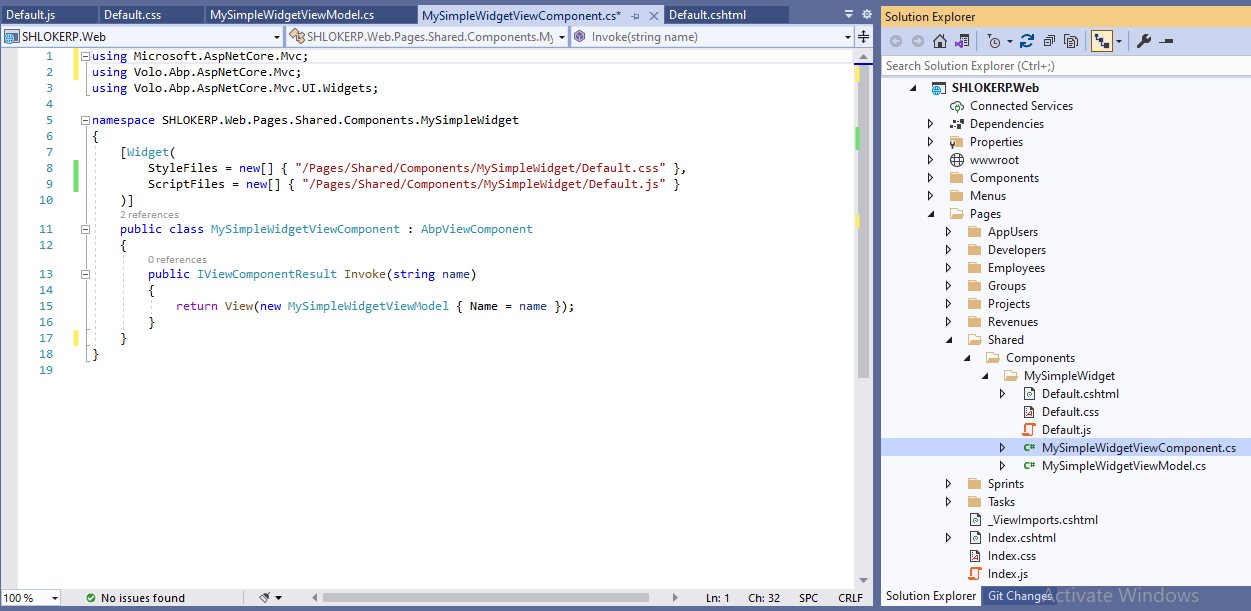 Default.js Default.css MySimpleWidgetViewModel.cs MySimpleWidgetViewComponent.cs* Default.cshtml
SHLOKERP.Web SHLOKERP.Web.Pages.Shared.Components.My Invoke(string name)
1 using Microsoft.AspNetCore.Mvc;
2 using Volo.Abp.AspNetCore.Mvc;
3 using Volo.Abp.AspNetCore.Mvc.UI.Widgets;
4
5 namespace SHLOKERP.Web.Pages.Shared.Components.MySimpleWidget
6 {
7 [Widget(
8 StyleFiles = new[] { "/Pages/Shared/Components/MySimpleWidget/Default.css" },
9 ScriptFiles = new[] { "/Pages/Shared/Components/MySimpleWidget/Default.js" }
10 )]
2 references
11 public class MySimpleWidgetViewComponent : AbpViewComponent
12 {
0 references
13 public IViewComponentResult Invoke(string name)
14 {
15 return View(new MySimpleWidgetViewModel { Name = name });
16 }
17 }
18 }
19
100 % No issues found Ln: 1 Ch: 32 SPC CRLF
Solution Explorer
Search Solution Explorer (Ctrl+;)
SHLOKERP.Web
Connected Services
Dependencies
Properties
wwwroot
Components
Menus
Pages
AppUsers
Developers
Employees
Groups
Projects
Revenues
Shared
Components
MySimpleWidget
Default.cshtml
Default.css
Default.js
C# MySimpleWidgetViewComponent.cs
C# MySimpleWidgetViewModel.cs
Sprints
Tasks
_ViewImports.cshtml
Index.cshtml
Index.css
Index.js
Solution Explorer Git Changes
Activate Windows